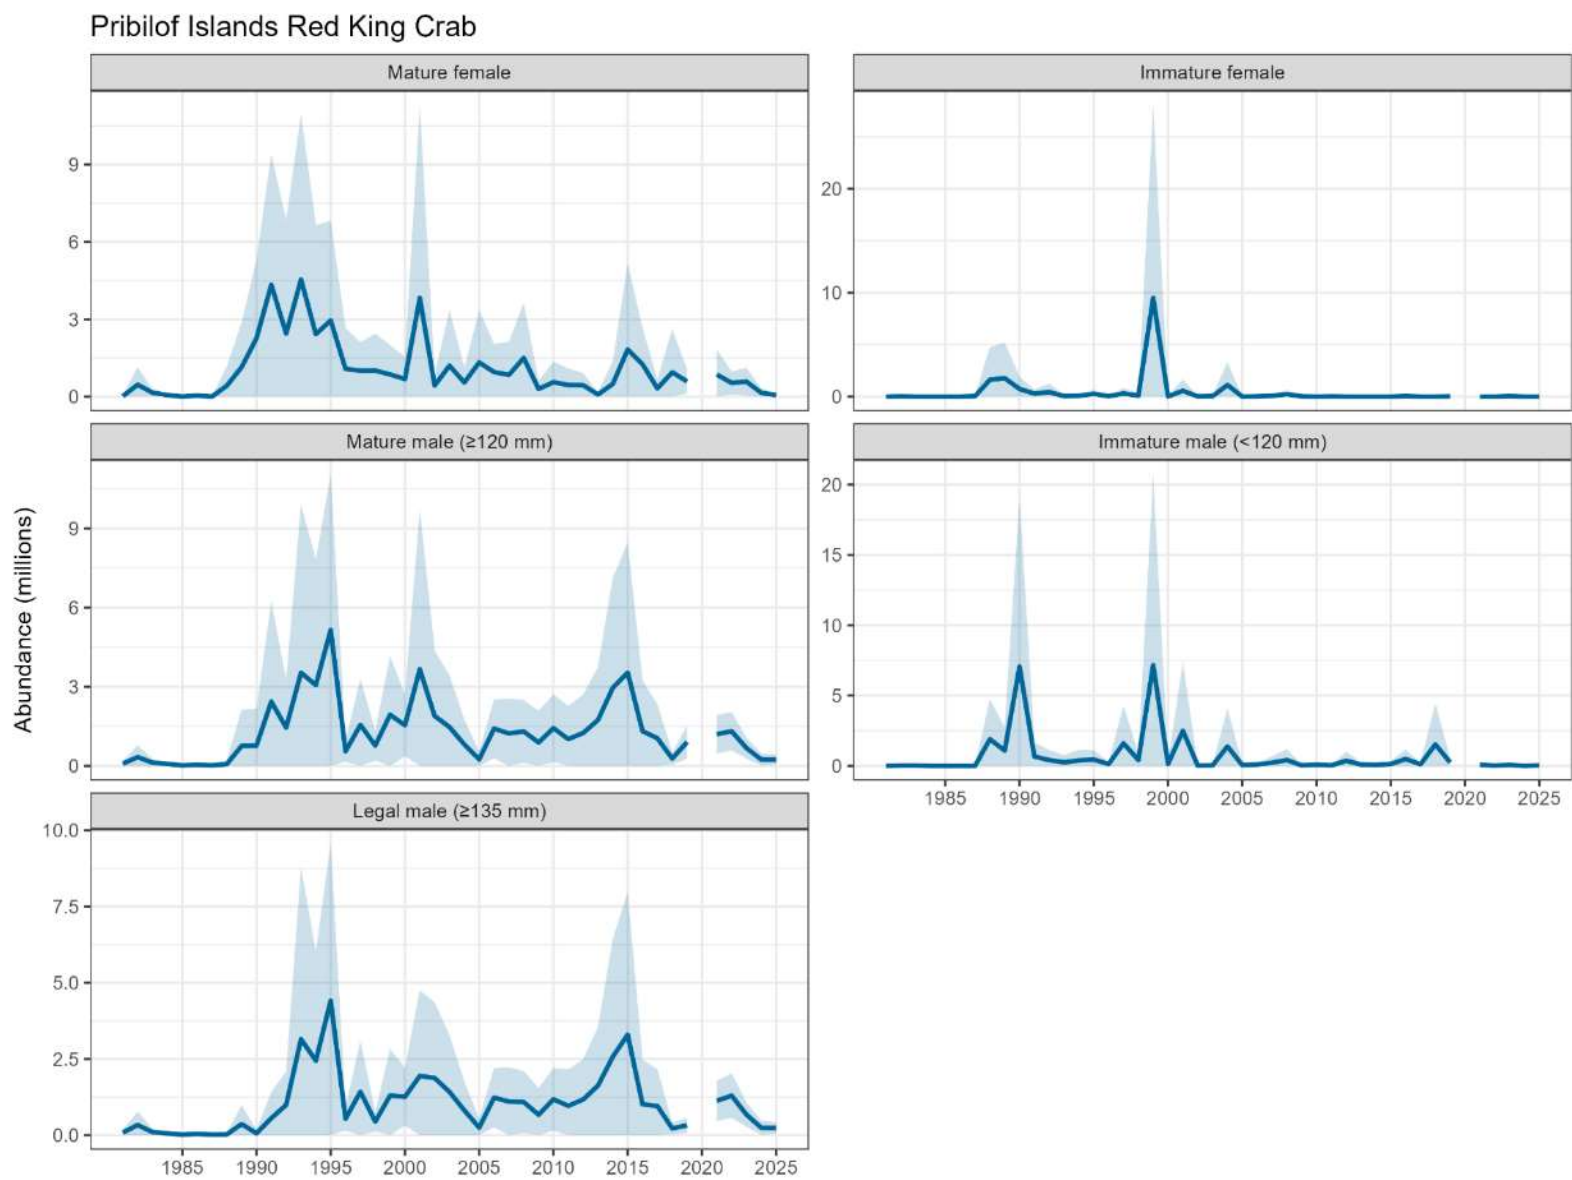 Pribilof Islands Red King Crab
Mature female
9
6
3
0
Immature female
20
10
0
Abundance (millions)
Mature male (≥120 mm)
9
6
3
0
Immature male (<120 mm)
20
15
10
5
0
1985 1990 1995 2000 2005 2010 2015 2020 2025
Legal male (≥135 mm)
10.0
7.5
5.0
2.5
0.0
1985 1990 1995 2000 2005 2010 2015 2020 2025